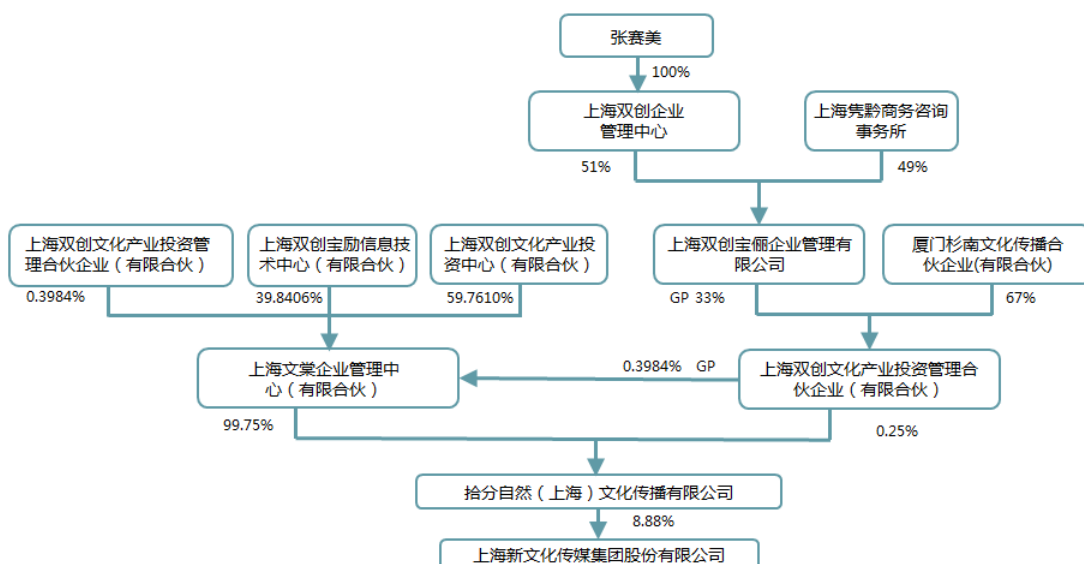 张赛美
100%
上海双创企业
管理中心
上海隽黔商务咨询
事务所
51%
49%
上海双创文化产业投资管
理合伙企业（有限合伙）
上海双创宝励信息技
术中心（有限合伙）
上海双创文化产业投
资中心（有限合伙）
上海双创宝俪企业管理有
限公司
厦门杉南文化传播合
伙企业(有限合伙)
0.3984%
39.8406%
59.7610%
GP 33%
67%
上海文棠企业管理中
心（有限合伙）
0.3984% GP
上海双创文化产业投资管理合
伙企业（有限合伙）
99.75%
0.25%
拾分自然（上海）文化传播有限公司
8.88%
上海新文化传媒集团股份有限公司